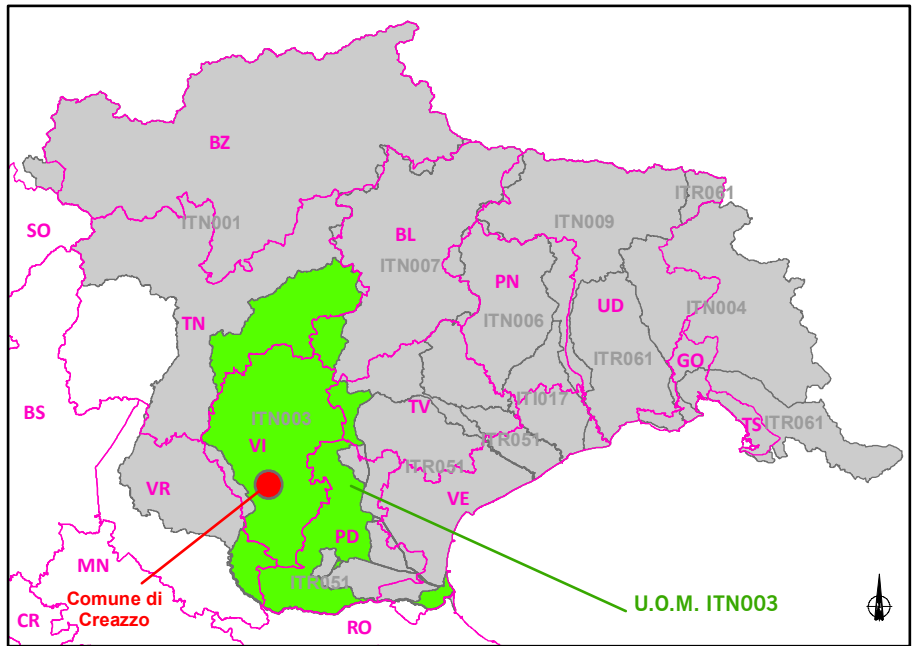 BZ
ITR061
ITN001
ITN009
SO
BL
ITN007
PN
ITN004
UD
TN
ITN006
ITR061
GO
ITI017
BS
TV
ITN003
TS
ITR061
ITR051
VI
ITR051
VR
VE
PD
MN
ITR051
Comune di
Creazzo
U.O.M. ITN003
CR
RO